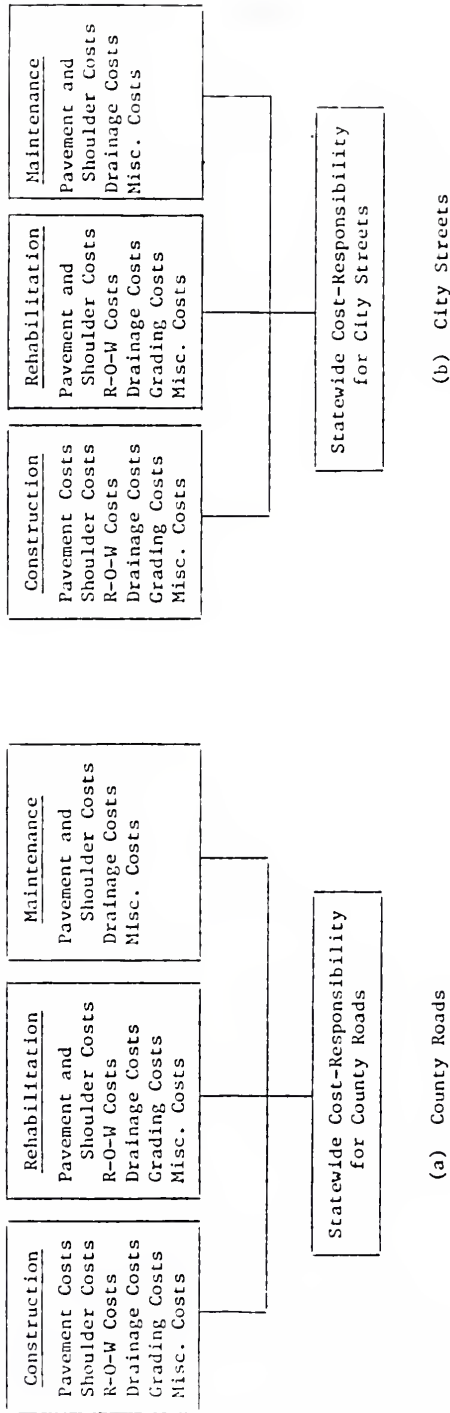 Construction
Pavement Costs
Shoulder Costs
R-O-W Costs
Drainage Costs
Grading Costs
Misc. Costs
Rehabilitation
Pavement and
Shoulder Costs
R-O-W Costs
Drainage Costs
Grading Costs
Misc. Costs
Maintenance
Pavement and
Shoulder Costs
Drainage Costs
Misc. Costs
Statewide Cost-Responsibility
for County Roads
(a) County Roads
Construction
Pavement Costs
Shoulder Costs
R-O-W Costs
Drainage Costs
Grading Costs
Misc. Costs
Rehabilitation
Pavement and
Shoulder Costs
R-O-W Costs
Drainage Costs
Grading Costs
Misc. Costs
Maintenance
Pavement and
Shoulder Costs
Drainage Costs
Misc. Costs
Statewide Cost-Responsibility
for City Streets
(b) City Streets